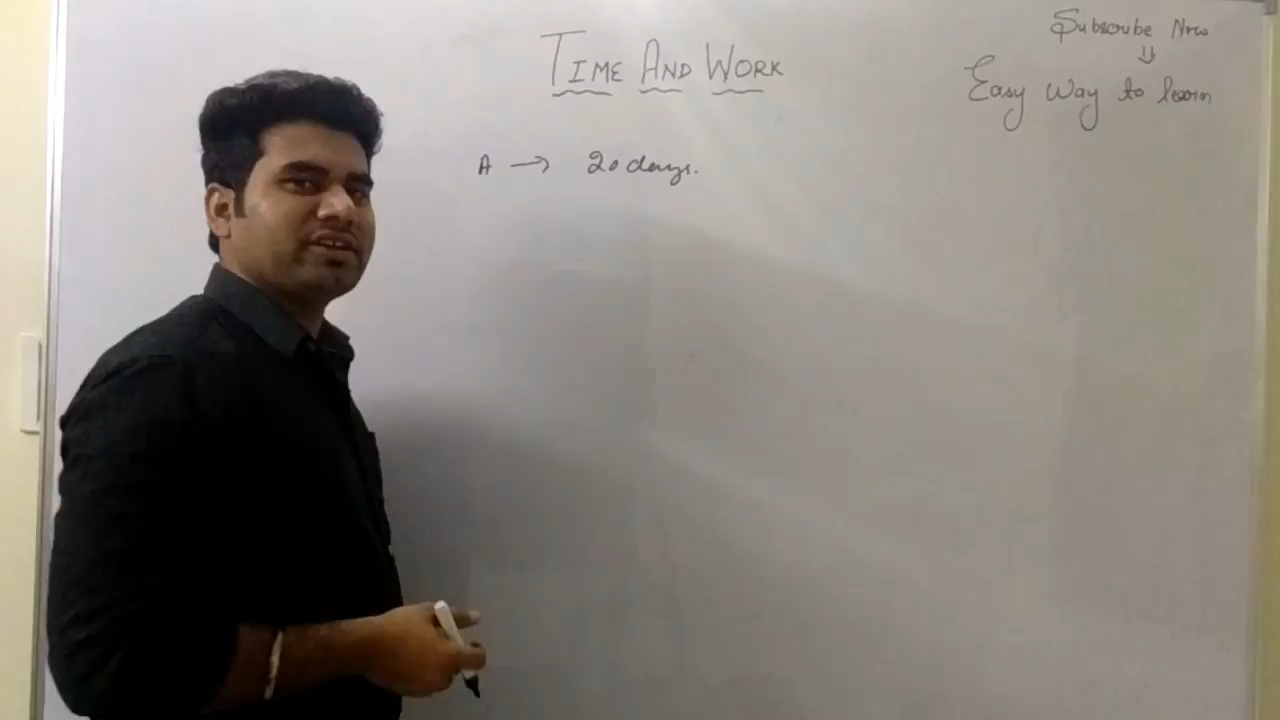 TIME AND WORK
Subscribe Now
⇓
Easy Way to learn
A → 20 days.